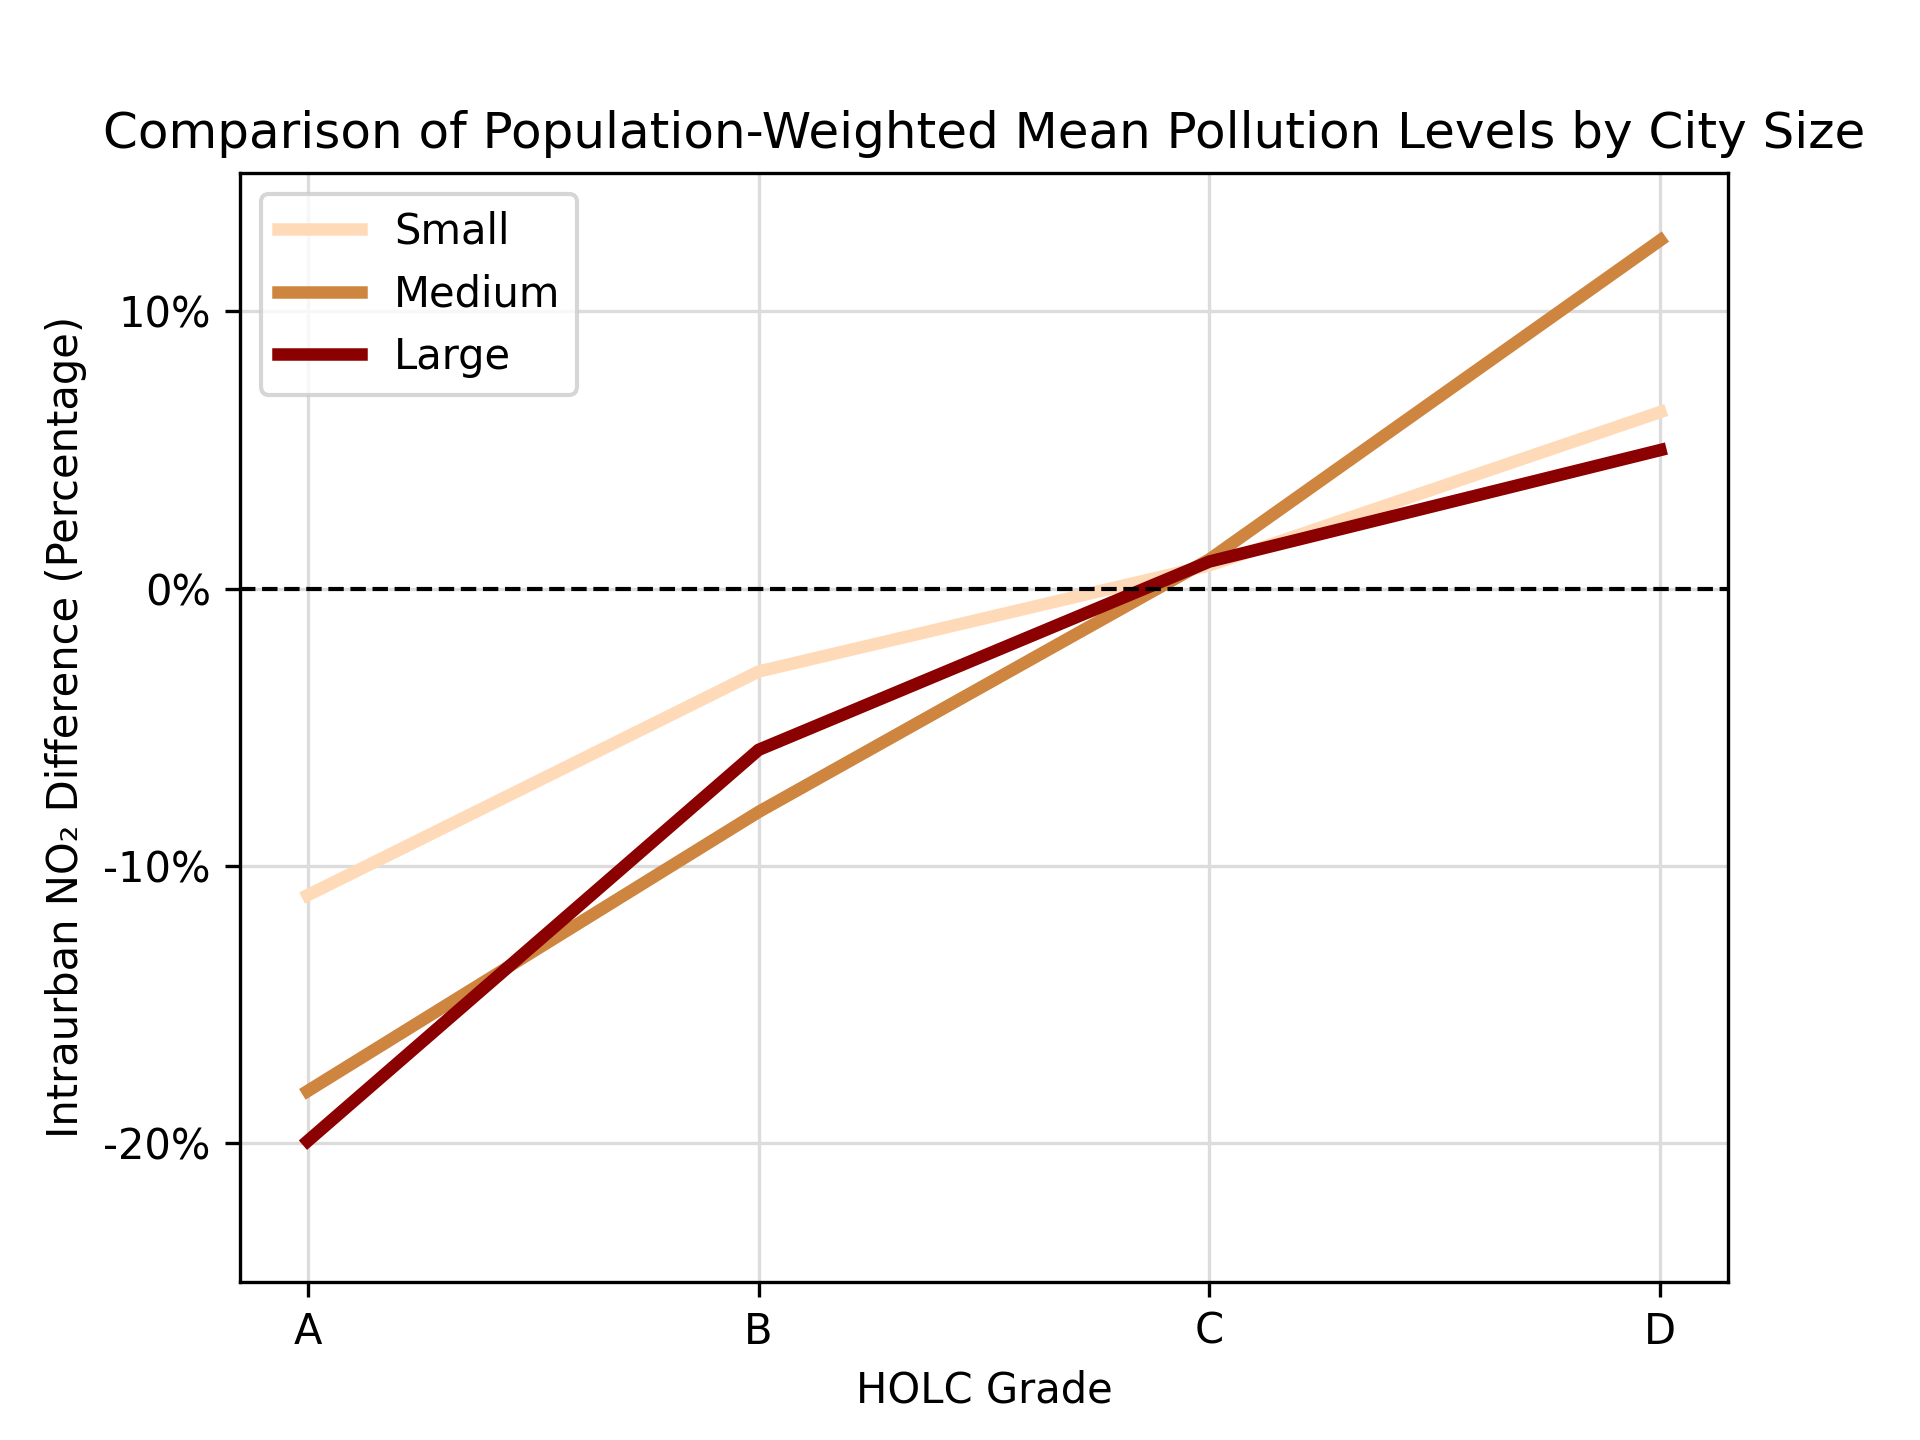 Comparison of Population-Weighted Mean Pollution Levels by City Size
Small
Medium
Large
Intraurban NO₂ Difference (Percentage)
10%
0%
-10%
-20%
A B C D
HOLC Grade